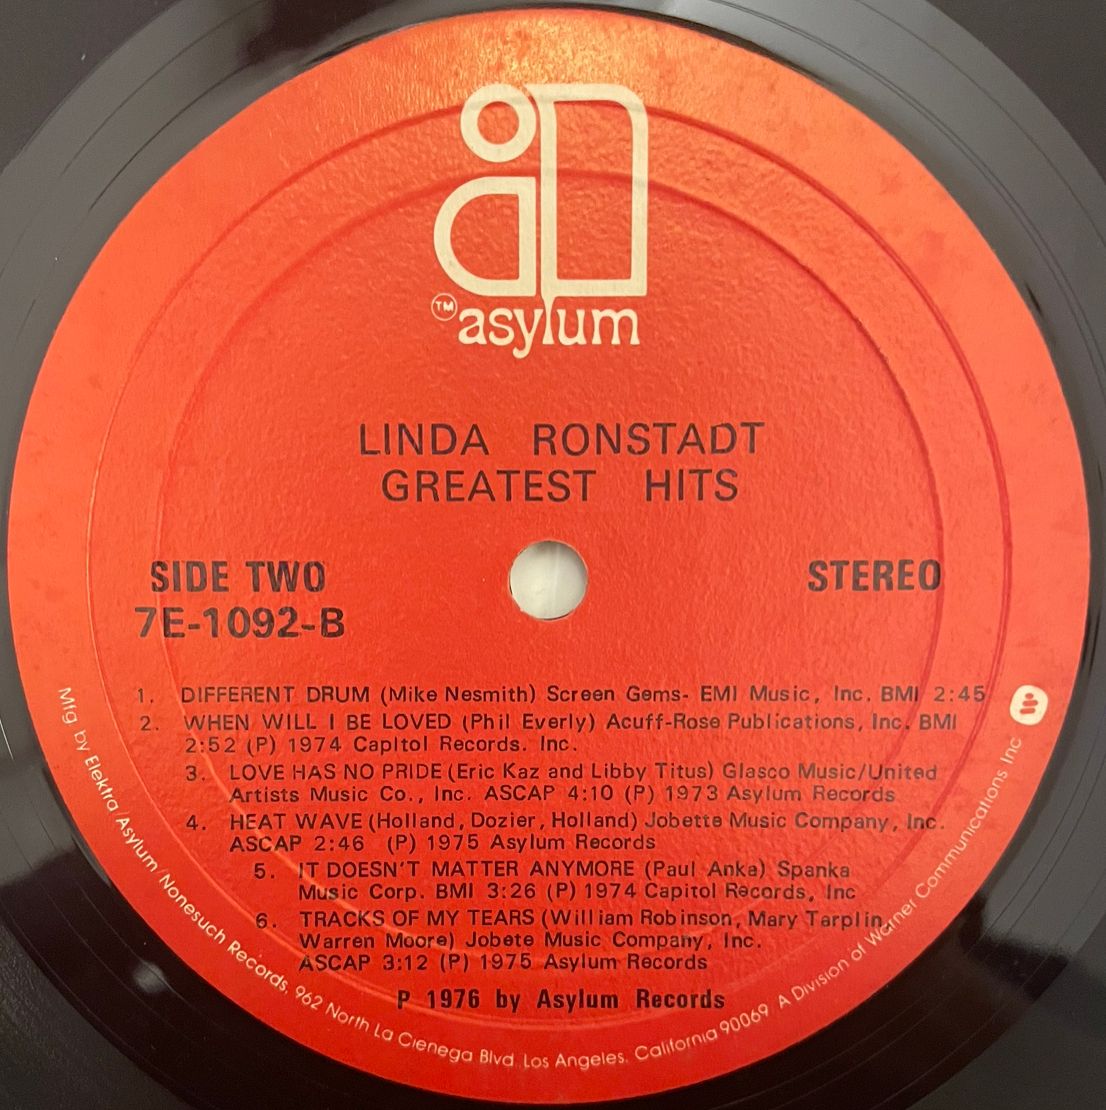 TM
asylum
LINDA RONSTADT
GREATEST HITS
SIDE TWO
STEREO
7E-1092-B
1. DIFFERENT DRUM (Mike Nesmith) Screen Gems- EMI Music, Inc. BMI 2:45
2. WHEN WILL I BE LOVED (Phil Everly) Acuff-Rose Publications, Inc. BMI
2:52 (P) 1974 Capitol Records. Inc.
3. LOVE HAS NO PRIDE (Eric Kaz and Libby Titus) Glasco Music/United
Artists Music Co., Inc. ASCAP 4:10 (P) 1973 Asylum Records
4. HEAT WAVE (Holland, Dozier, Holland) Jobette Music Company, Inc.
ASCAP 2:46 (P) 1975 Asylum Records
5. IT DOESN'T MATTER ANYMORE (Paul Anka) Spanka
Music Corp. BMI 3:26 (P) 1974 Capitol Records, Inc
6. TRACKS OF MY TEARS (William Robinson, Mary Tarplin,
Warren Moore) Jobete Music Company, Inc.
ASCAP 3:12 (P) 1975 Asylum Records
P 1976 by Asylum Records
Mfg by Elektra/Asylum/Nonesuch Records, 962 North La Cienega Blvd. Los Angeles. California 90069 A Division of Warner Communications Inc